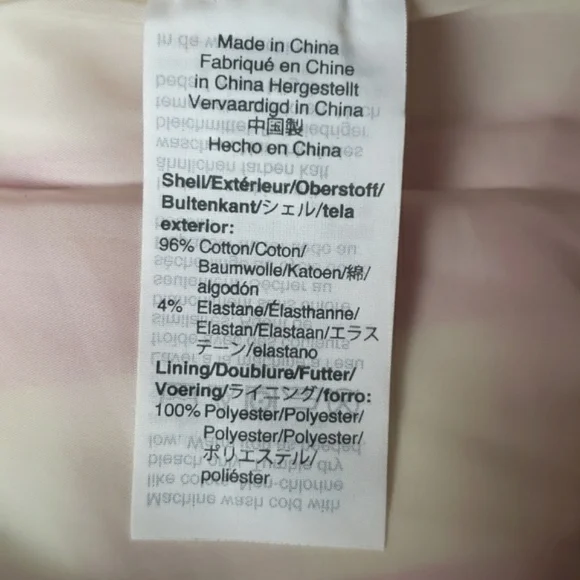 Made in China
Fabriqué en Chine
in China Hergestellt
Vervaardigd in China
中国製
Hecho en China
Shell/Extérieur/Oberstoff/
Bultenkant/シェル/tela
exterior:
96% Cotton/Coton/
Baumwolle/Katoen/綿/
algodón
4% Elastane/Élasthanne/
Elastan/Elastaan/エラス
テーン/elastano
Lining/Doublure/Futter/
Voering/ライニング/forro:
100% Polyester/Polyester/
Polyester/Polyester/
ポリエステル/
poliéster